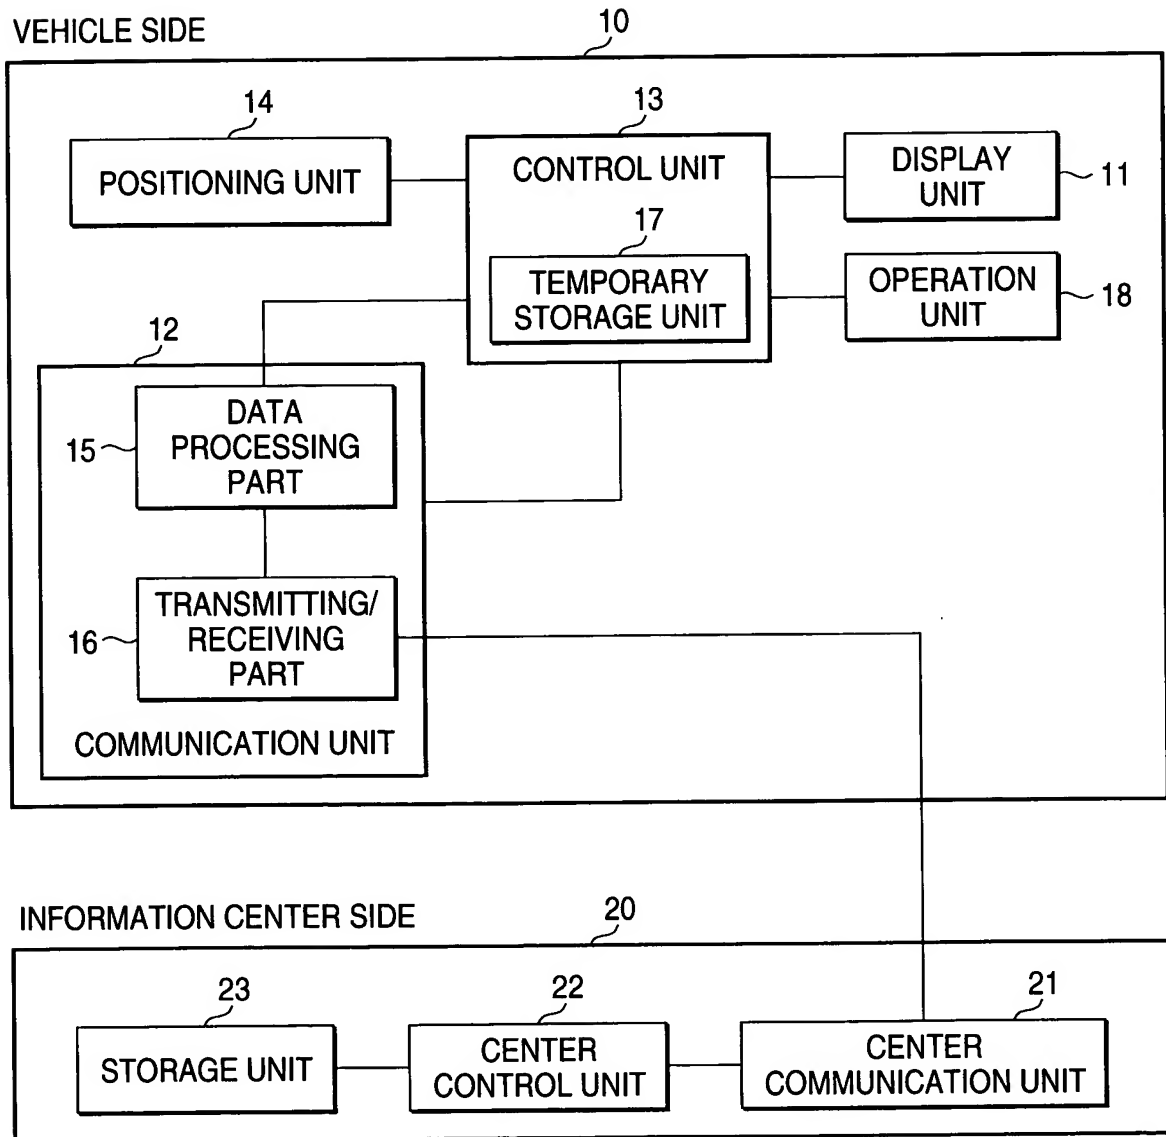 VEHICLE SIDE
10
14
13
POSITIONING UNIT
CONTROL UNIT
DISPLAY
UNIT
11
17
TEMPORARY
STORAGE UNIT
OPERATION
UNIT
18
12
DATA
PROCESSING
PART
15
TRANSMITTING/
RECEIVING
PART
16
COMMUNICATION UNIT
INFORMATION CENTER SIDE
20
23
22
21
STORAGE UNIT
CENTER
CONTROL UNIT
CENTER
COMMUNICATION UNIT